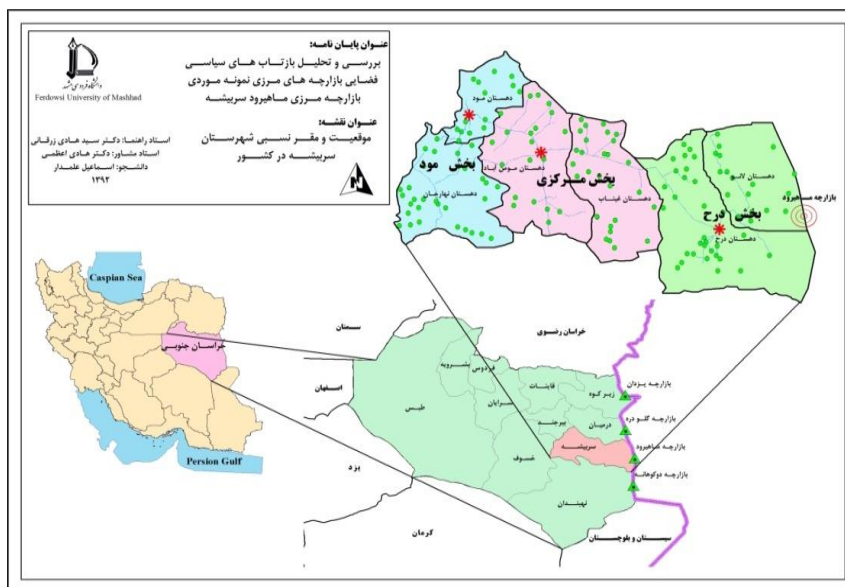 عنوان پایان نامه:
بررسی و تحلیل بازتاب های سیاسی
فضایی بازارچه های مرزی نمونه موردی
بازارچه مرزی ماهیرود سربیشه
عنوان نقشه:
موقعیت و مقر نسبی شهرستان
سربیشه در کشور
Ferdowsi University of Mashhad
استاد راهنما: دکتر سید هادی زرقانی
استاد مشاور: دکتر هادی اعظمی
دانشجو: اسماعیل علمدار
۱۳۹۲
دهستان مود
بخش مود
دهستان نهارجان
دهستان مومن آباد
بخش مرکزی
دهستان غیناب
دهستان لانو
بخش درح
دهستان درح
بازارچه ماهیرود
Caspian Sea
خراسان جنوبی
Persion Gulf
سمنان
خراسان رضوی
اصفهان
یزد
کرمان
سیستان و بلوچستان
بشرویه
فردوس
قاینات
زیرکوه
طبس
سرایان
بیرجند
درمیان
سربیشه
خوسف
نهبندان
بازارچه یزدان
بازارچه گلو درە
بازارچه ماهیرود
بازارچه دوکوهانه